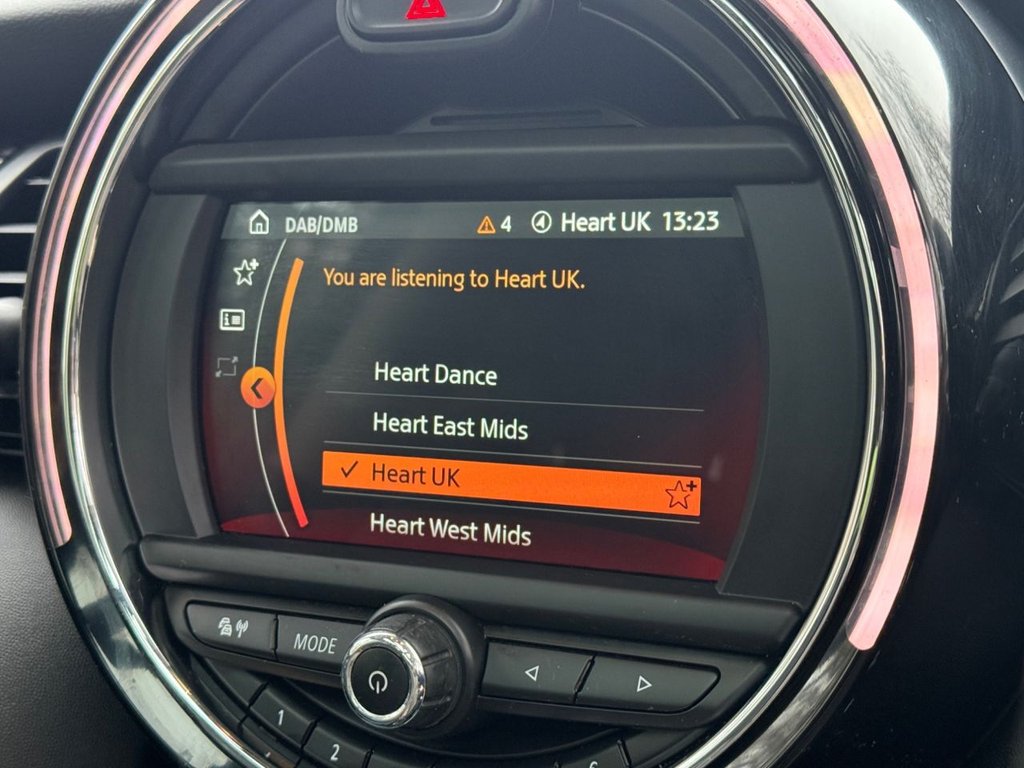 DAB/DMB 4 Heart UK 13:23
You are listening to Heart UK.
Heart Dance
Heart East Mids
Heart UK
Heart West Mids
MODE
1
2